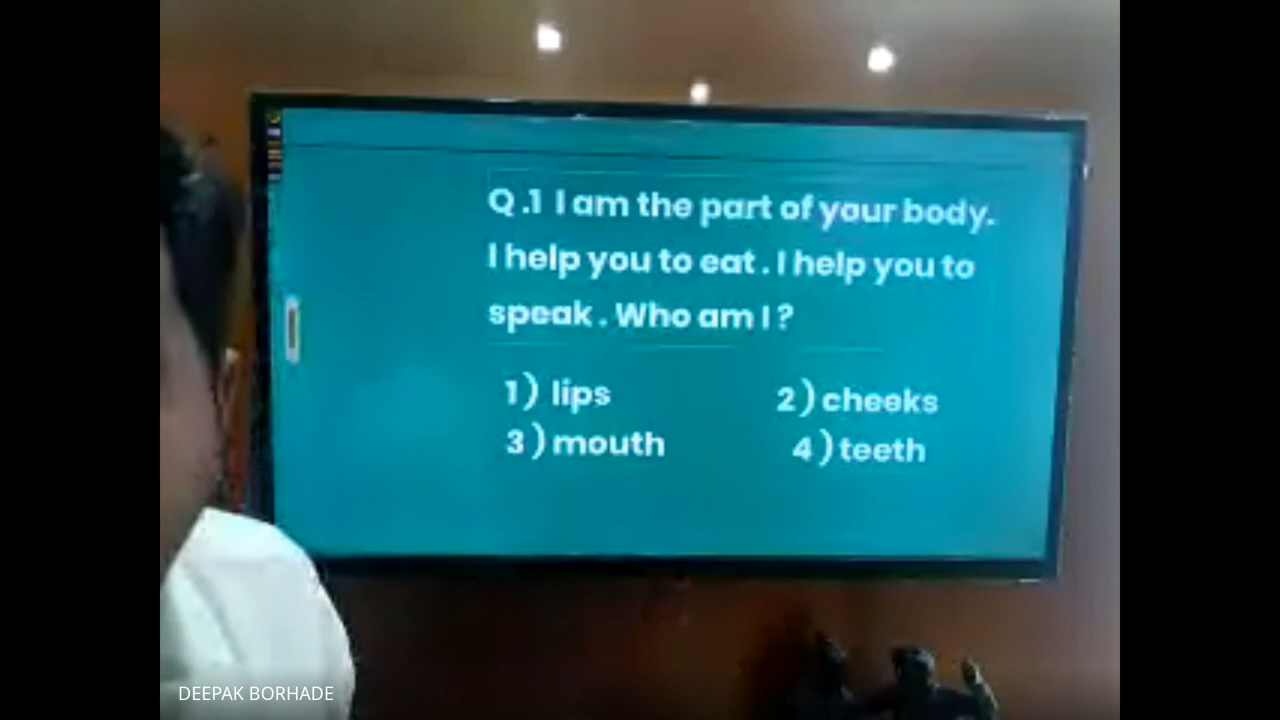 Q.1 I am the part of your body.
I help you to eat. I help you to
speak. Who am I?
1) lips
2) cheeks
3) mouth
4) teeth
DEEPAK BORHADE